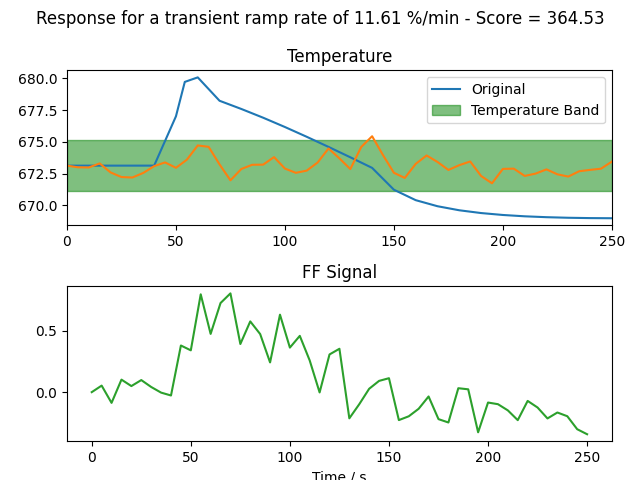 Response for a transient ramp rate of 11.61 %/min - Score = 364.53
Temperature
680.0
677.5
675.0
672.5
670.0
Original
Temperature Band
0 50 100 150 200 250
FF Signal
0.5
0.0
0 50 100 150 200 250
Time / s